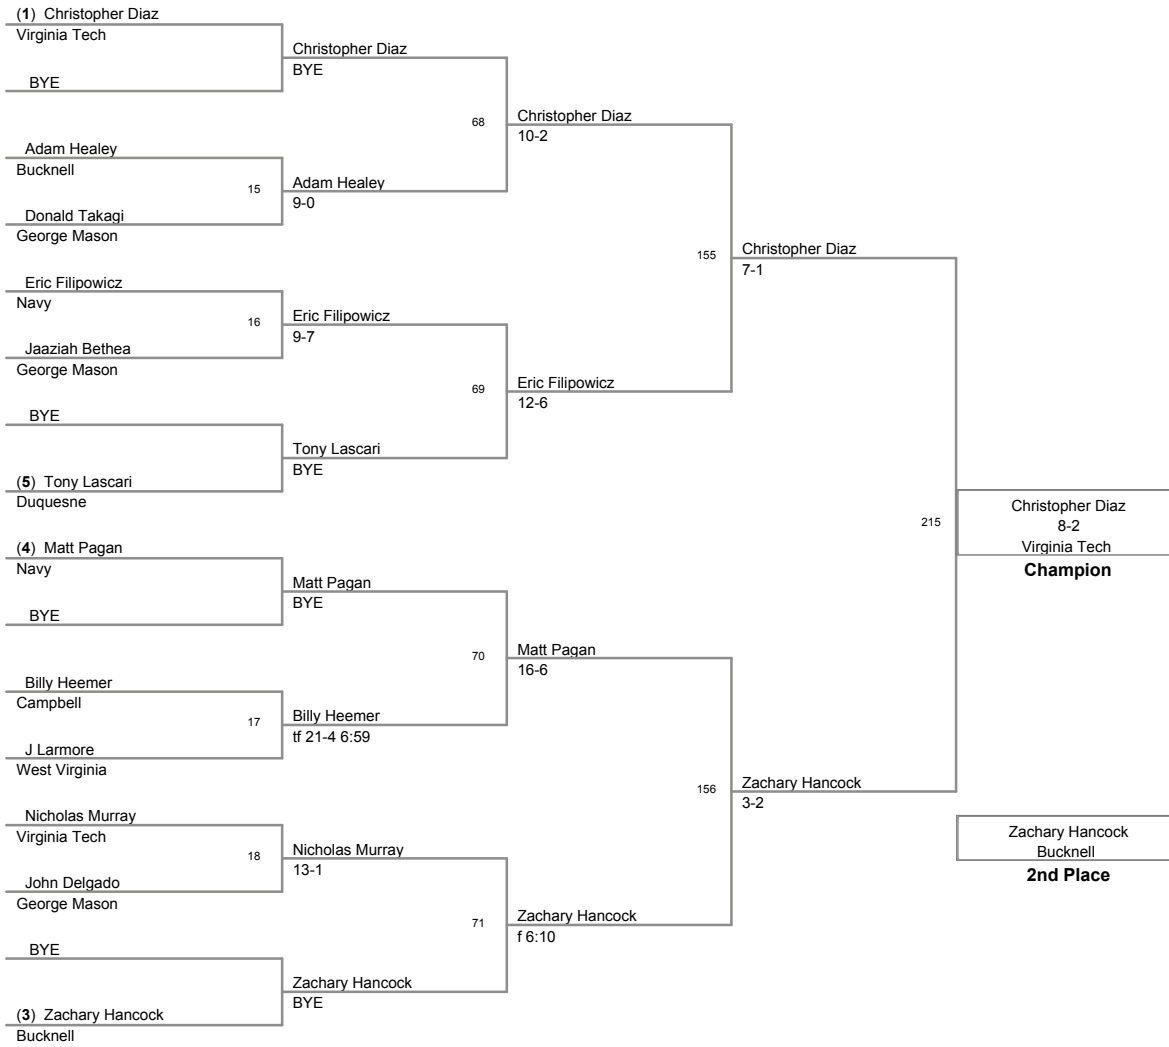 (1) Christopher Diaz
Virginia Tech
BYE
Adam Healey
Bucknell
Donald Takagi
George Mason
Eric Filipowicz
Navy
Jaaziah Bethea
George Mason
BYE
(5) Tony Lascari
Duquesne
(4) Matt Pagan
Navy
BYE
Billy Heemer
Campbell
J Larmore
West Virginia
Nicholas Murray
Virginia Tech
John Delgado
George Mason
BYE
(3) Zachary Hancock
Bucknell
Christopher Diaz
BYE
15
Adam Healey
9-0
16
Eric Filipowicz
9-7
Tony Lascari
BYE
Matt Pagan
BYE
17
Billy Heemer
tf 21-4 6:59
18
Nicholas Murray
13-1
Zachary Hancock
BYE
68
Christopher Diaz
10-2
69
Eric Filipowicz
12-6
70
Matt Pagan
16-6
71
Zachary Hancock
f 6:10
155
Christopher Diaz
7-1
156
Zachary Hancock
3-2
215
Christopher Diaz
8-2
Virginia Tech
Champion
Zachary Hancock
Bucknell
2nd Place